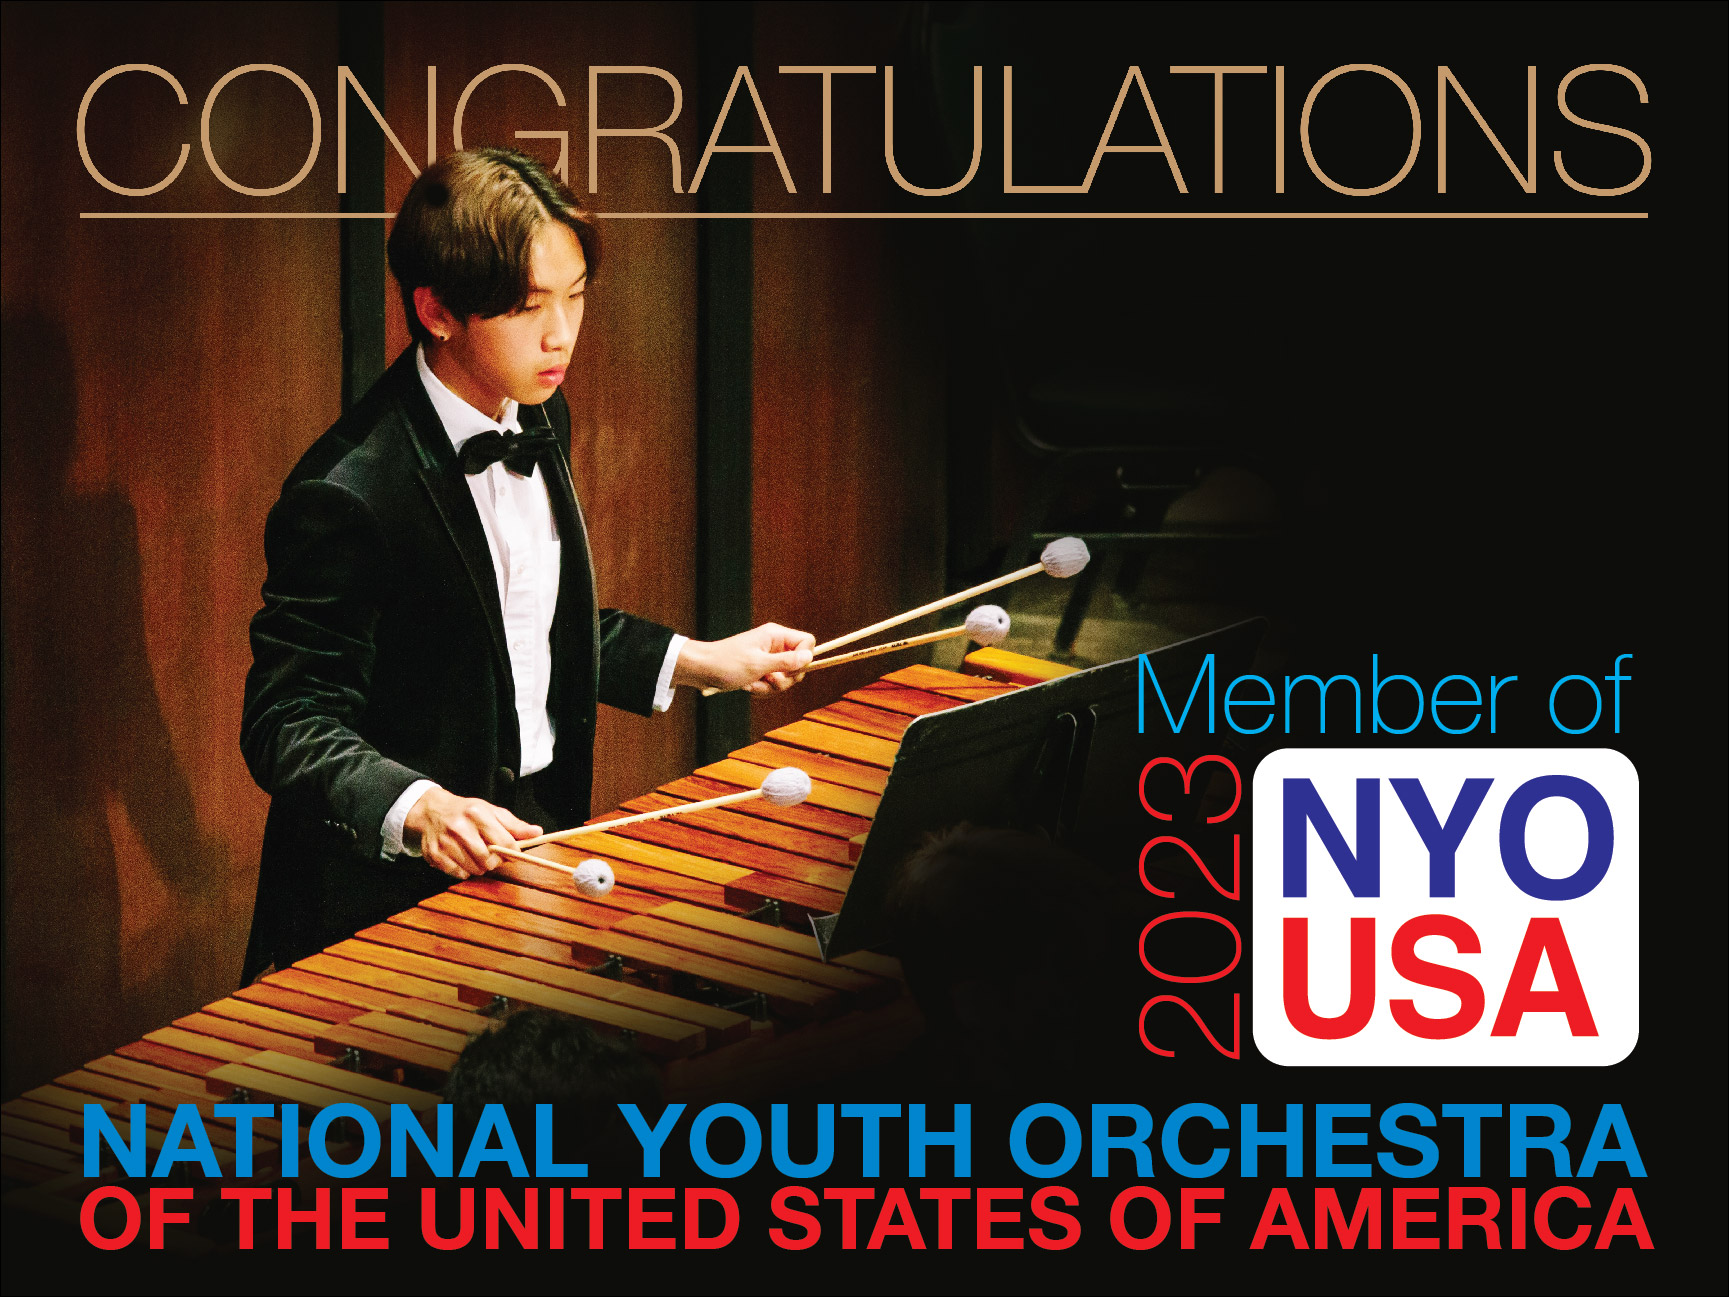 CONGRATULATIONS
Member of
2023
NYO
USA
NATIONAL YOUTH ORCHESTRA
OF THE UNITED STATES OF AMERICA